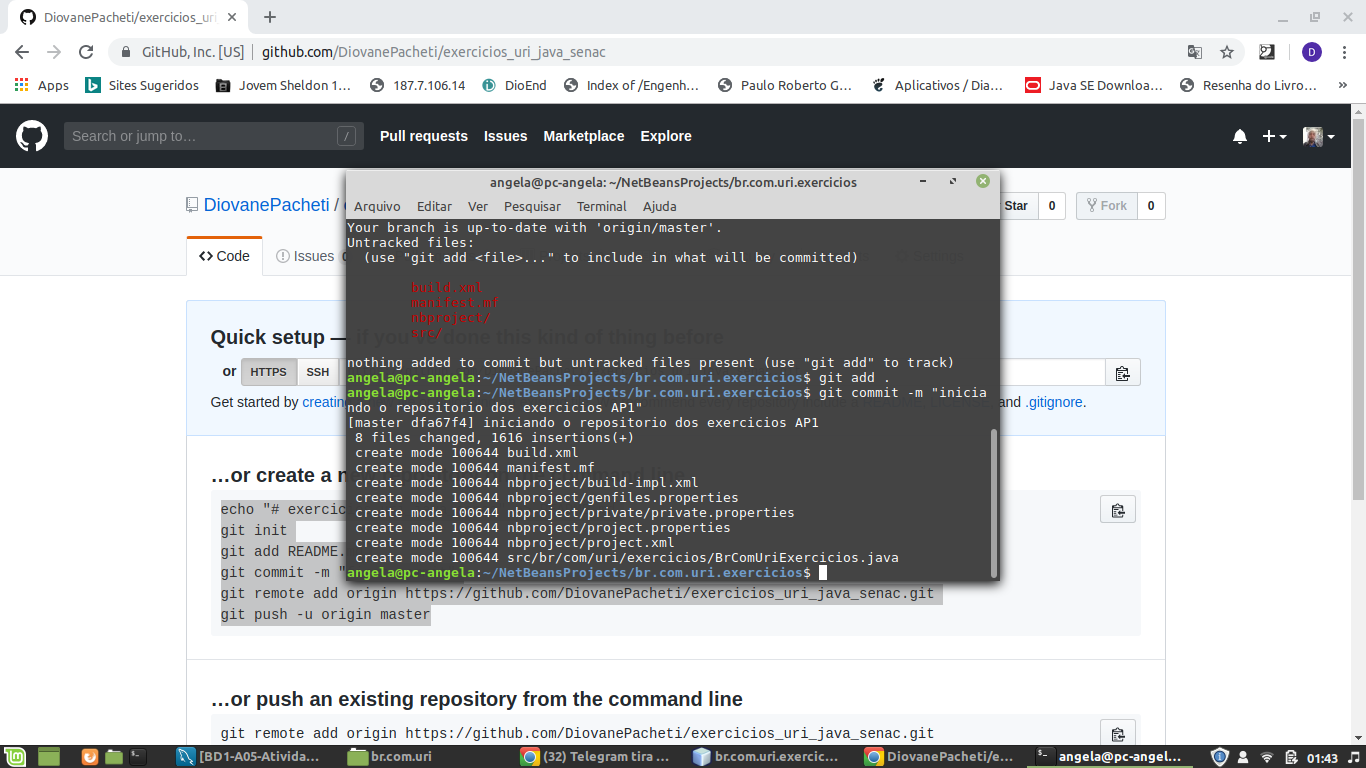 DiovanePacheti/exercicios_uri
GitHub, Inc. [US]
github.com/DiovanePacheti/exercicios_uri_java_senac
D
Apps
Sites Sugeridos
Jovem Sheldon 1…
187.7.106.14
DioEnd
Index of /Engenh…
Paulo Roberto G…
Aplicativos / Dia…
Java SE Downloa…
Resenha do Livro…
»
Search or jump to…
/
Pull requests
Issues
Marketplace
Explore
DiovanePacheti /
Star
0
Fork
0
Code
Issues
angela@pc-angela: ~/NetBeansProjects/br.com.uri.exercicios
Arquivo Editar Ver Pesquisar Terminal Ajuda
Your branch is up-to-date with 'origin/master'.
Untracked files:
(use "git add <file>..." to include in what will be committed)
build.xml
manifest.mf
nbproject/
src/
nothing added to commit but untracked files present (use "git add" to track)
angela@pc-angela:~/NetBeansProjects/br.com.uri.exercicios$ git add .
angela@pc-angela:~/NetBeansProjects/br.com.uri.exercicios$ git commit -m "inicia
ndo o repositorio dos exercicios AP1"
[master dfa67f4] iniciando o repositorio dos exercicios AP1
8 files changed, 1616 insertions(+)
create mode 100644 build.xml
create mode 100644 manifest.mf
create mode 100644 nbproject/build-impl.xml
create mode 100644 nbproject/genfiles.properties
create mode 100644 nbproject/private/private.properties
create mode 100644 nbproject/project.properties
create mode 100644 nbproject/project.xml
create mode 100644 src/br/com/uri/exercicios/BrComUriExercicios.java
angela@pc-angela:~/NetBeansProjects/br.com.uri.exercicios$
Quick setup — if you've done this kind of thing before
or
HTTPS
SSH
Get started by creatin
and .gitignore.
…or create a n
command line
echo "# exercic
git init
git add README.
git commit -m "
git remote add origin https://github.com/DiovanePacheti/exercicios_uri_java_senac.git
git push -u origin master
…or push an existing repository from the command line
git remote add origin https://github.com/DiovanePacheti/exercicios_uri_java_senac.git
[BD1-A05-Ativida…
br.com.uri
(32) Telegram tira …
br.com.uri.exercic…
DiovanePacheti/e…
angela@pc-angel…
01:43